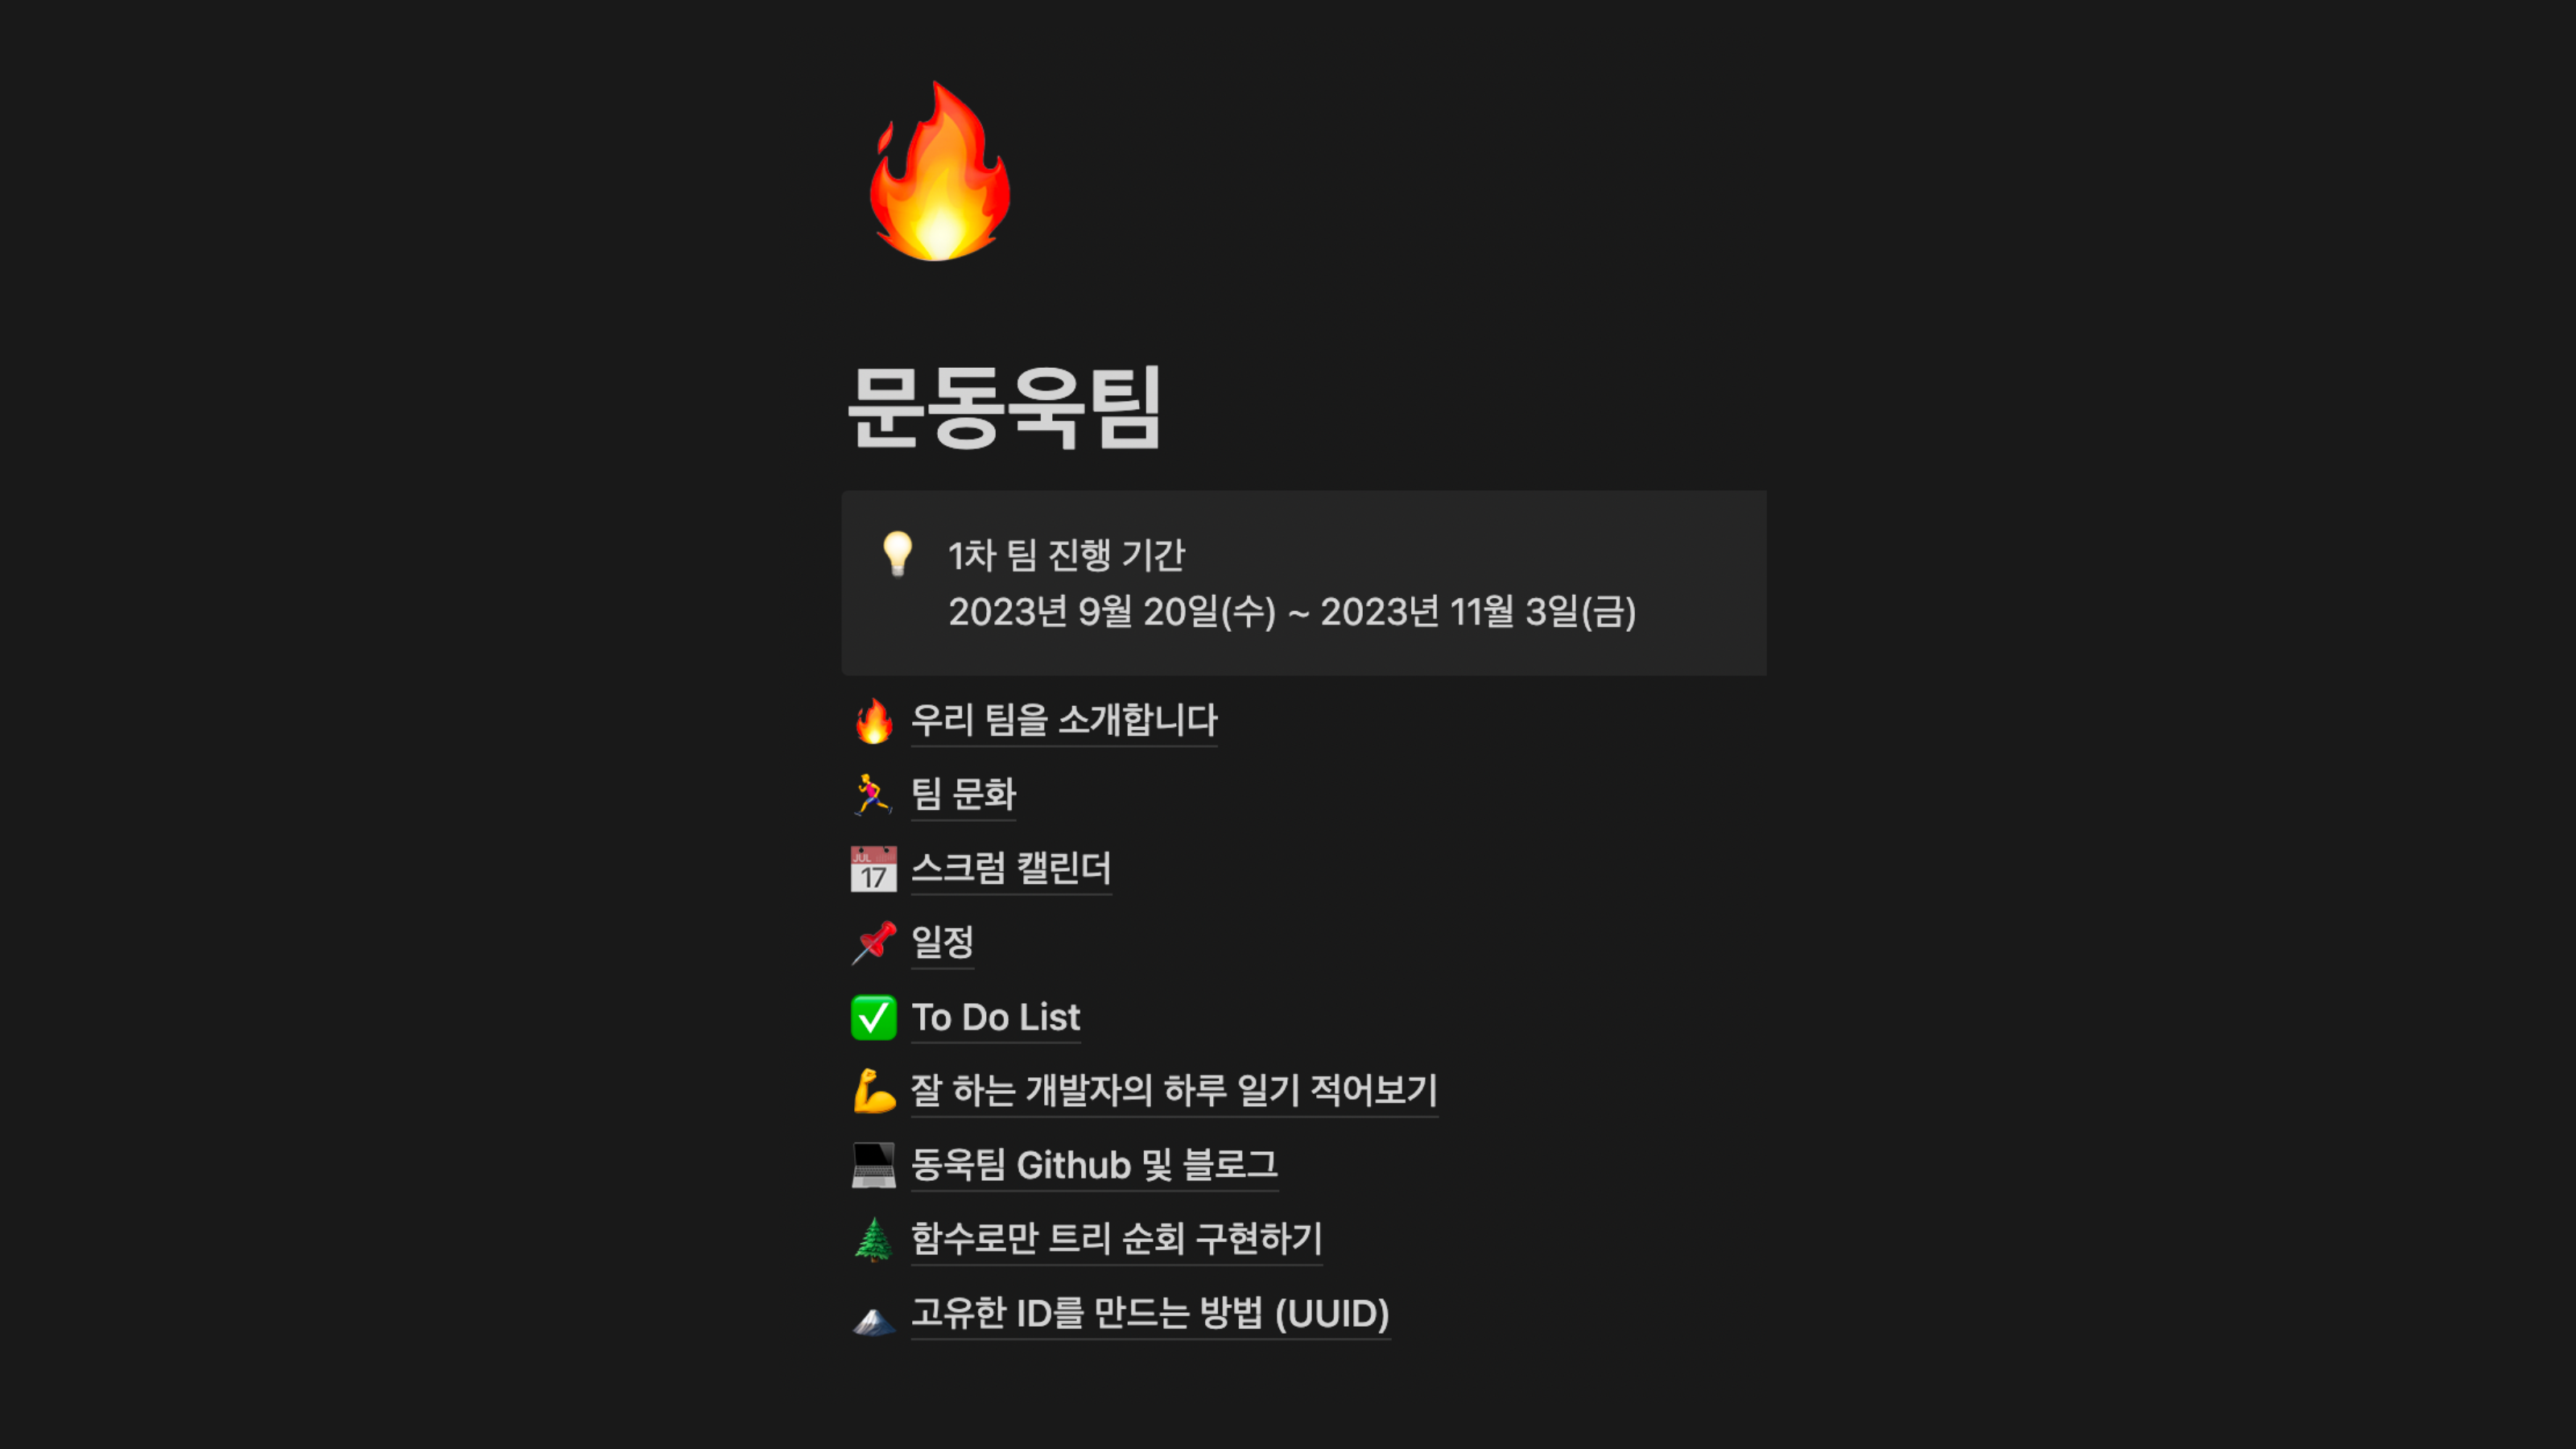 문동욱팀
1차 팀 진행 기간
2023년 9월 20일(수) ~ 2023년 11월 3일(금)
우리 팀을 소개합니다
팀 문화
JUL
17
스크럼 캘린더
일정
To Do List
잘 하는 개발자의 하루 일기 적어보기
동욱팀 Github 및 블로그
함수로만 트리 순회 구현하기
고유한 ID를 만드는 방법 (UUID)